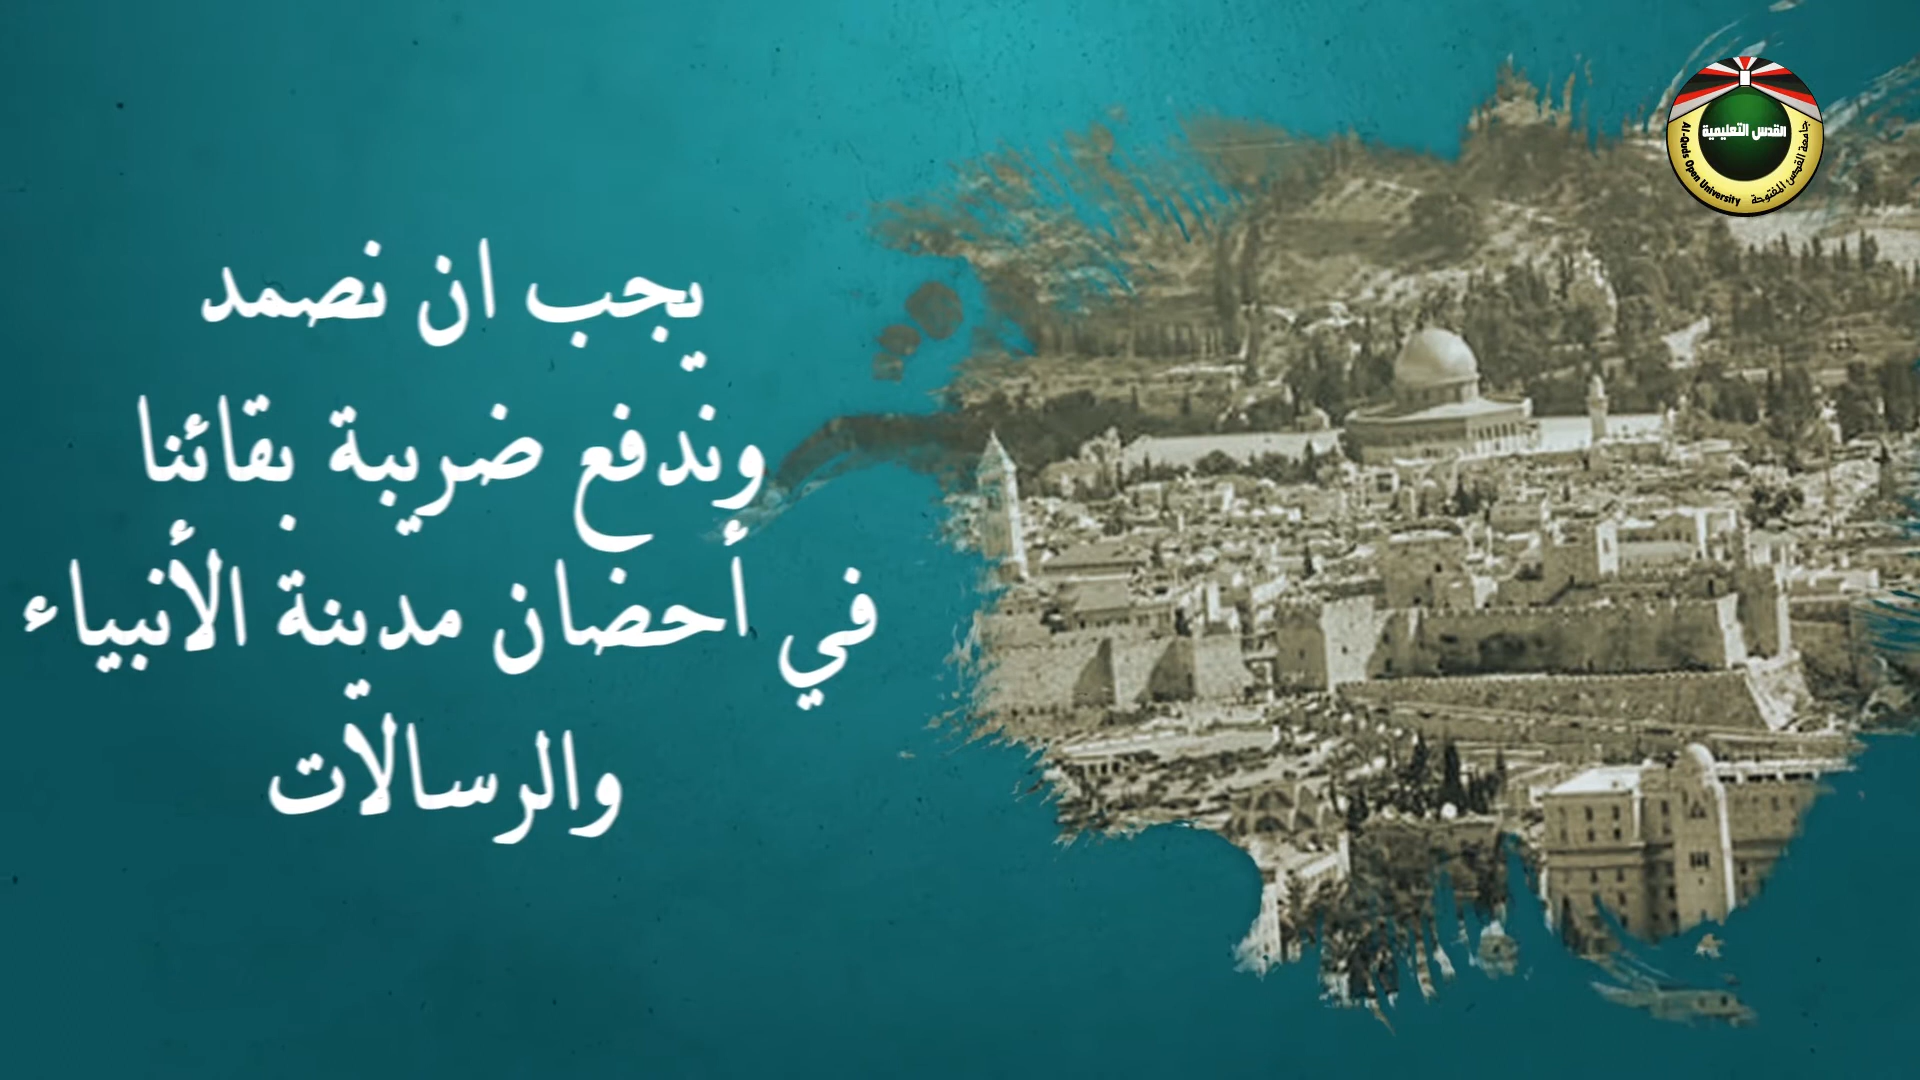 يجب ان نصمد
وندفع ضريبة بقائنا
في أحضان مدينة الأنبياء
والرسالات
القدس التعليمية
جامعة القدس المفتوحة
Al-Quds Open University